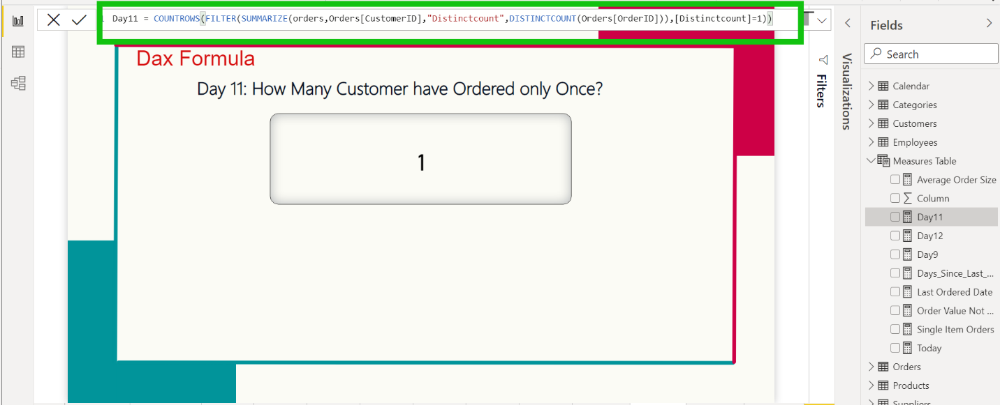 1 Day11 = COUNTROWS(FILTER(SUMMARIZE(orders,Orders[CustomerID],"Distinctcount",DISTINCTCOUNT(Orders[OrderID])),[Distinctcount]=1))
Dax Formula
Day 11: How Many Customer have Ordered only Once?
1
Filters
Visualizations
Fields
Search
Calendar
Categories
Customers
Employees
Measures Table
Average Order Size
Column
Day11
Day12
Day9
Days_Since_Last_...
Last Ordered Date
Order Value Not ...
Single Item Orders
Today
Orders
Products
Suppliers